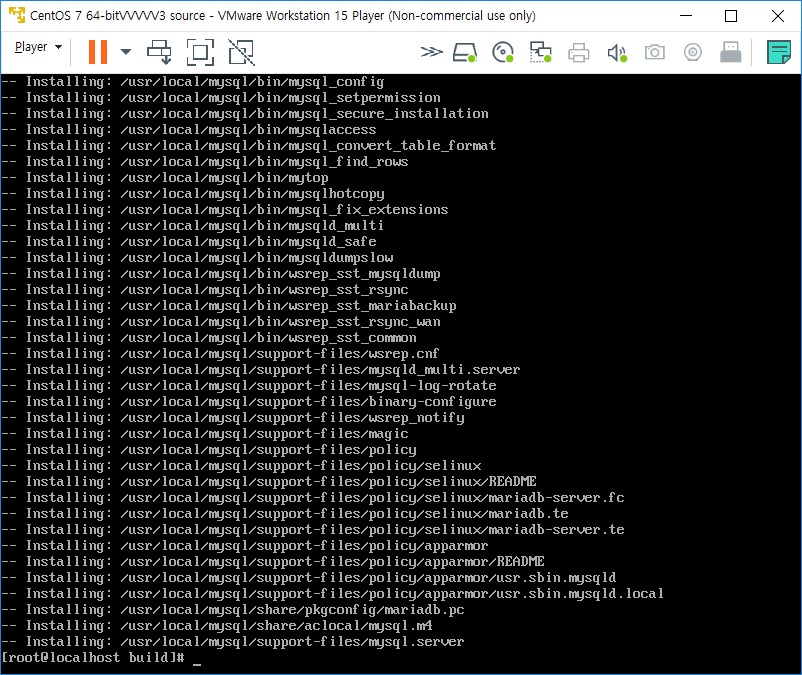 CentOS 7 64-bitVVVVV3 source - VMware Workstation 15 Player (Non-commercial use only)
Player
-- Installing: /usr/local/mysql/bin/mysql_config
-- Installing: /usr/local/mysql/bin/mysql_setpermission
-- Installing: /usr/local/mysql/bin/mysql_secure_installation
-- Installing: /usr/local/mysql/bin/mysqlaccess
-- Installing: /usr/local/mysql/bin/mysql_convert_table_format
-- Installing: /usr/local/mysql/bin/mysql_find_rows
-- Installing: /usr/local/mysql/bin/mytop
-- Installing: /usr/local/mysql/bin/mysqlhotcopy
-- Installing: /usr/local/mysql/bin/mysql_fix_extensions
-- Installing: /usr/local/mysql/bin/mysqld_multi
-- Installing: /usr/local/mysql/bin/mysqld_safe
-- Installing: /usr/local/mysql/bin/mysqldumpslow
-- Installing: /usr/local/mysql/bin/wsrep_sst_mysqldump
-- Installing: /usr/local/mysql/bin/wsrep_sst_rsync
-- Installing: /usr/local/mysql/bin/wsrep_sst_mariabackup
-- Installing: /usr/local/mysql/bin/wsrep_sst_rsync_wan
-- Installing: /usr/local/mysql/bin/wsrep_sst_common
-- Installing: /usr/local/mysql/support-files/wsrep.cnf
-- Installing: /usr/local/mysql/support-files/mysqld_multi.server
-- Installing: /usr/local/mysql/support-files/mysql-log-rotate
-- Installing: /usr/local/mysql/support-files/binary-configure
-- Installing: /usr/local/mysql/support-files/wsrep_notify
-- Installing: /usr/local/mysql/support-files/magic
-- Installing: /usr/local/mysql/support-files/policy
-- Installing: /usr/local/mysql/support-files/policy/selinux
-- Installing: /usr/local/mysql/support-files/policy/selinux/README
-- Installing: /usr/local/mysql/support-files/policy/selinux/mariadb-server.fc
-- Installing: /usr/local/mysql/support-files/policy/selinux/mariadb.te
-- Installing: /usr/local/mysql/support-files/policy/selinux/mariadb-server.te
-- Installing: /usr/local/mysql/support-files/policy/apparmor
-- Installing: /usr/local/mysql/support-files/policy/apparmor/README
-- Installing: /usr/local/mysql/support-files/policy/apparmor/usr.sbin.mysqld
-- Installing: /usr/local/mysql/support-files/policy/apparmor/usr.sbin.mysqld.local
-- Installing: /usr/local/mysql/share/pkgconfig/mariadb.pc
-- Installing: /usr/local/mysql/share/aclocal/mysql.m4
-- Installing: /usr/local/mysql/support-files/mysql.server
[root@localhost build]# _